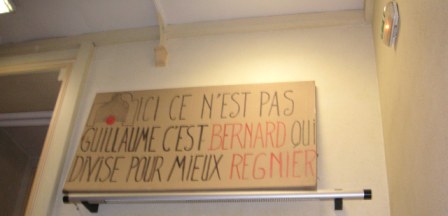 ICI CE N'EST PAS
GUILLAUME C'EST BERNARD QUI
DIVISE POUR MIEUX REGNIER